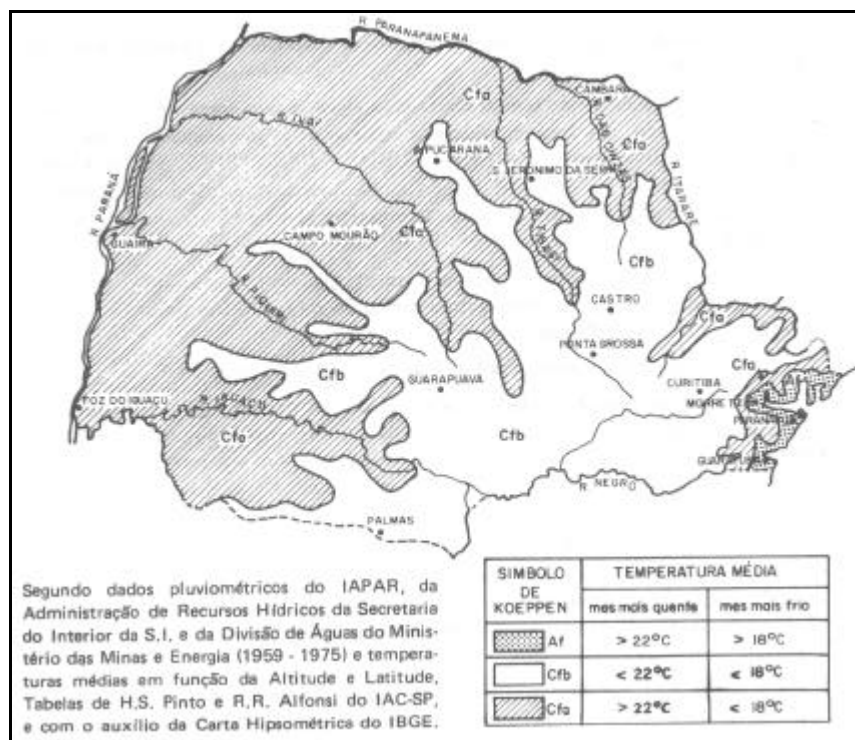 R. PARANAPANEMA
CAMBARÁ
R. DAS CINZAS
Cfa
Cfa
R. IVAÍ
APUCARANA
S. JERONIMO DA SERRA
R. ITARARÉ
R. PARANÁ
CAMPO MOURÃO
Cfa
R. TIBAGI
GUAÍRA
Cfb
R. PIQUIRI
CASTRO
Cfa
PONTA GROSSA
Cfa
Cfb
GUARAPUAVA
CURITIBA
FOZ DO IGUAÇU
R. IGUAÇU
MORRETES
Cfa
Cfb
R. NEGRO
PALMAS
Segundo dados pluviométricos do IAPAR, da
Administração de Recursos Hídricos da Secretaria
do Interior da S.I. e da Divisão de Águas do Minis-
tério das Minas e Energia (1959 - 1975) e tempera-
turas médias em função da Altitude e Latitude,
Tabelas de H.S. Pinto e R.R. Alfonsi do IAC-SP,
e com o auxílio da Carta Hipsométrica do IBGE.
SIMBOLO
DE
KOEPPEN
TEMPERATURA MÉDIA
mes mais quente
mes mais frio
Af > 22°C > 18°C
Cfb < 22°C ≤ 18°C
Cfa > 22°C ≤ 18°C